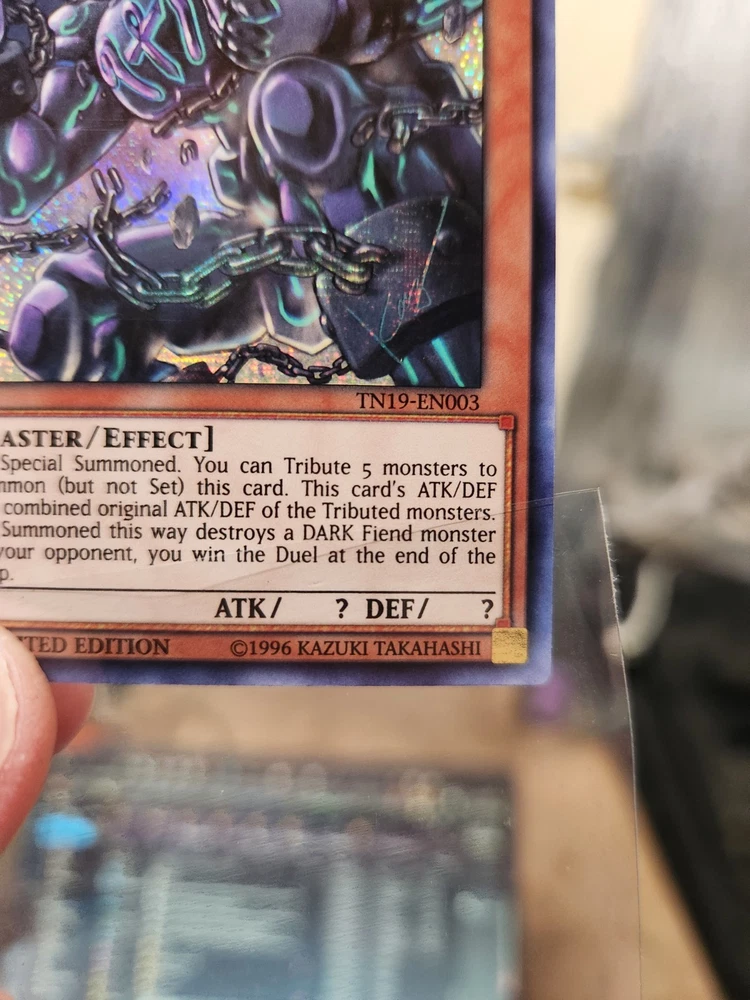 TN19-EN003
ASTER/EFFECT]
Special Summoned. You can Tribute 5 monsters to
mmon (but not Set) this card. This card's ATK/DEF
combined original ATK/DEF of the Tributed monsters.
Summoned this way destroys a DARK Fiend monster
your opponent, you win the Duel at the end of the
p.
ATK/ ? DEF/ ?
TED EDITION ©1996 KAZUKI TAKAHASHI